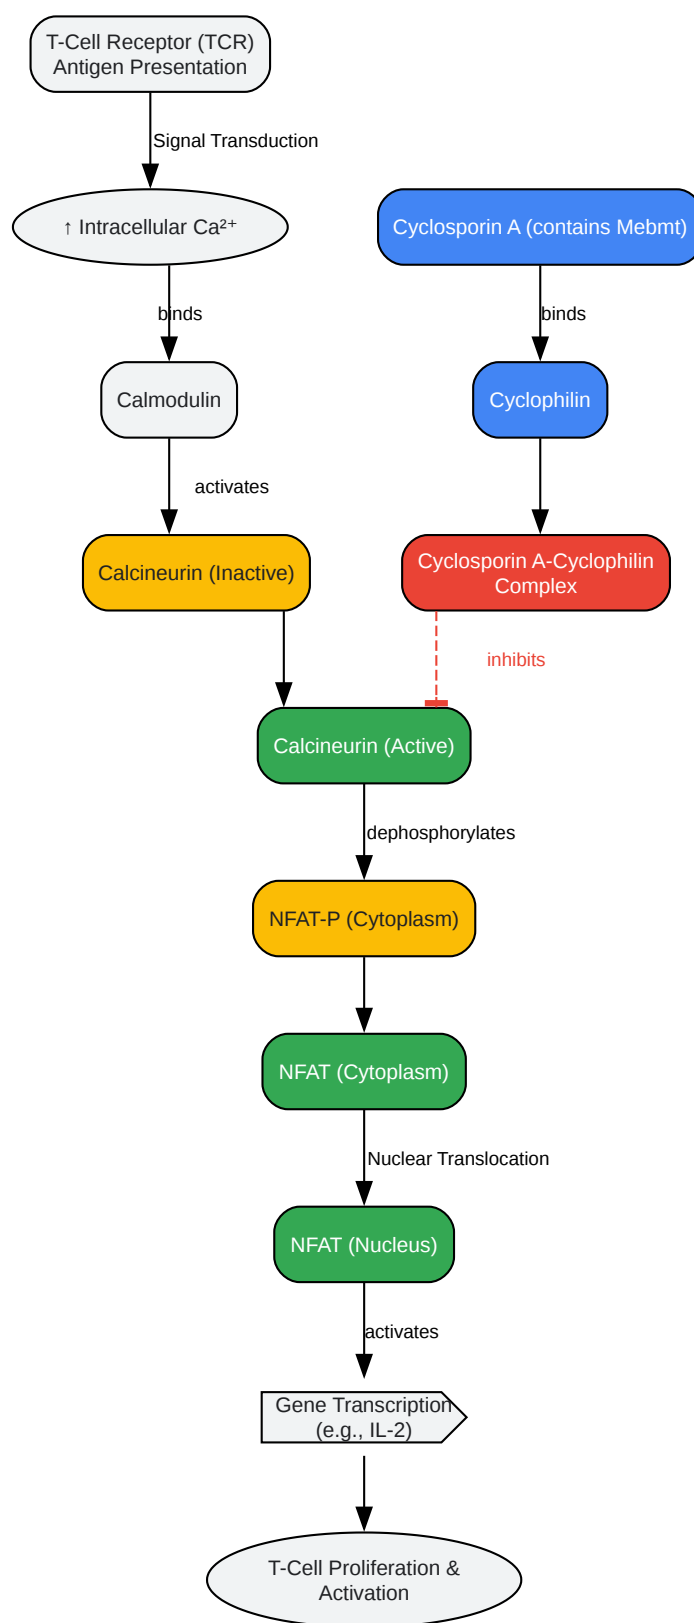 T-Cell Receptor (TCR)
Antigen Presentation
Signal Transduction
↑ Intracellular Ca²⁺
Cyclosporin A (contains Mebmt)
binds
binds
Calmodulin
Cyclophilin
activates
Calcineurin (Inactive)
Cyclosporin A-Cyclophilin
Complex
inhibits
Calcineurin (Active)
dephosphorylates
NFAT-P (Cytoplasm)
NFAT (Cytoplasm)
Nuclear Translocation
NFAT (Nucleus)
activates
Gene Transcription
(e.g., IL-2)
T-Cell Proliferation &
Activation